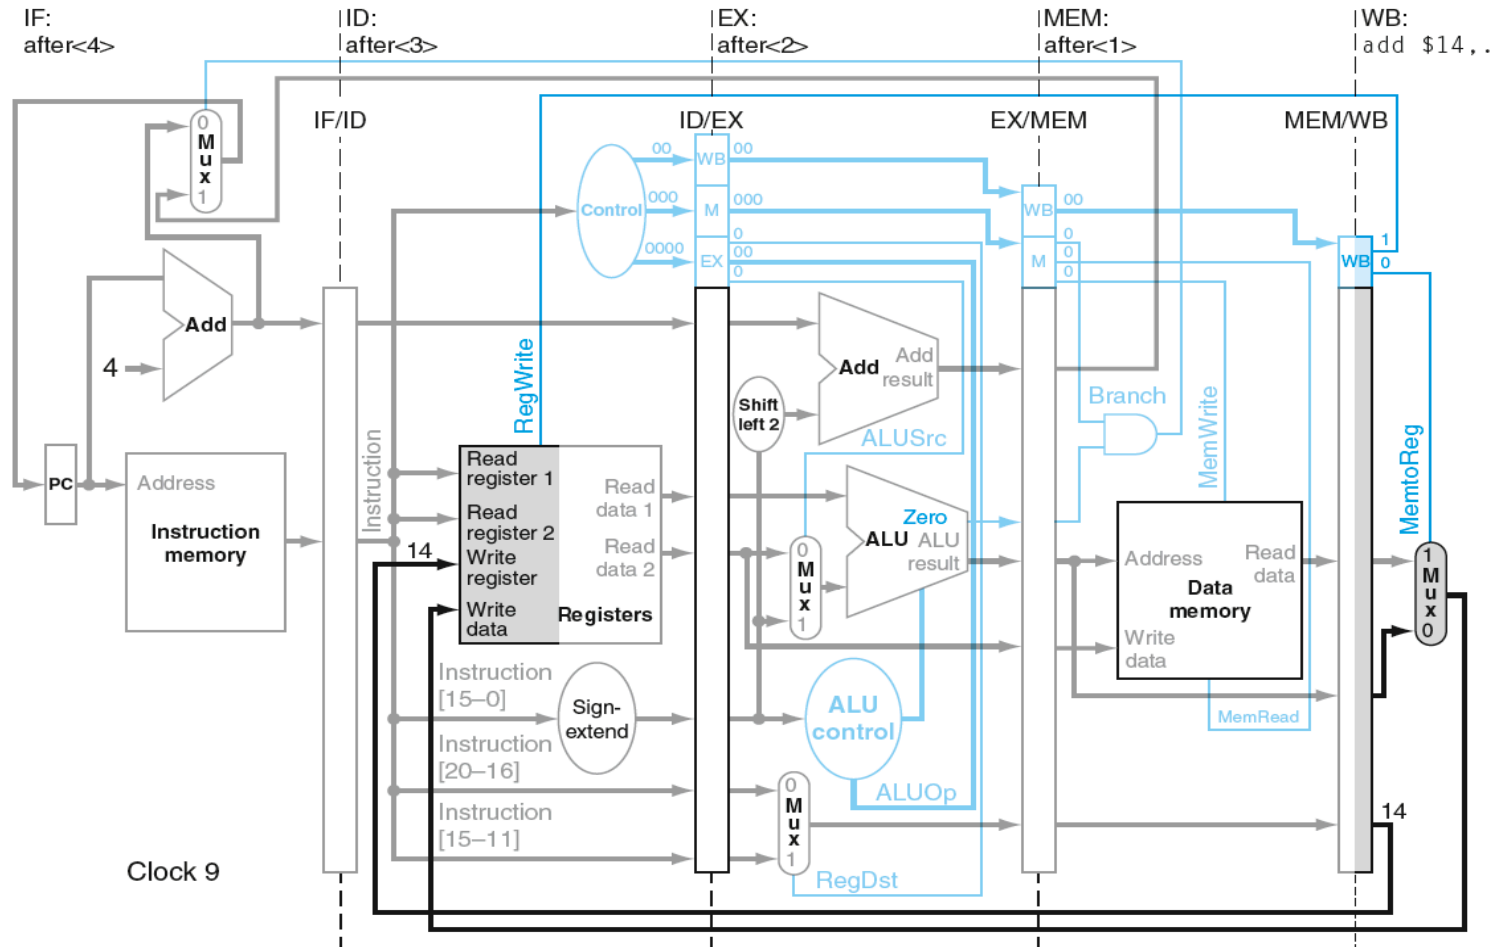 IF:
after<4>
ID:
after<3>
EX:
after<2>
MEM:
after<1>
WB:
add $14,.
IF/ID
ID/EX
EX/MEM
MEM/WB
0
Mux
1
Control
00
000
0000
WB
M
EX
00
000
0
00
0
WB
M
00
0
0
0
WB
1
0
Add
4
RegWrite
Add
Add
result
Shift
left 2
ALUSrc
Branch
MemWrite
MemtoReg
PC
Address
Instruction
memory
Instruction
Read
register 1
Read
register 2
14
Write
register
Write
data
Read
data 1
Read
data 2
Registers
Zero
ALU
ALU
result
0
Mux
1
Address
Read
data
Data
memory
Write
data
1
Mux
0
MemRead
Instruction
[15–0]
Sign-
extend
ALU
control
Instruction
[20–16]
ALUOp
0
Mux
1
Instruction
[15–11]
14
RegDst
Clock 9